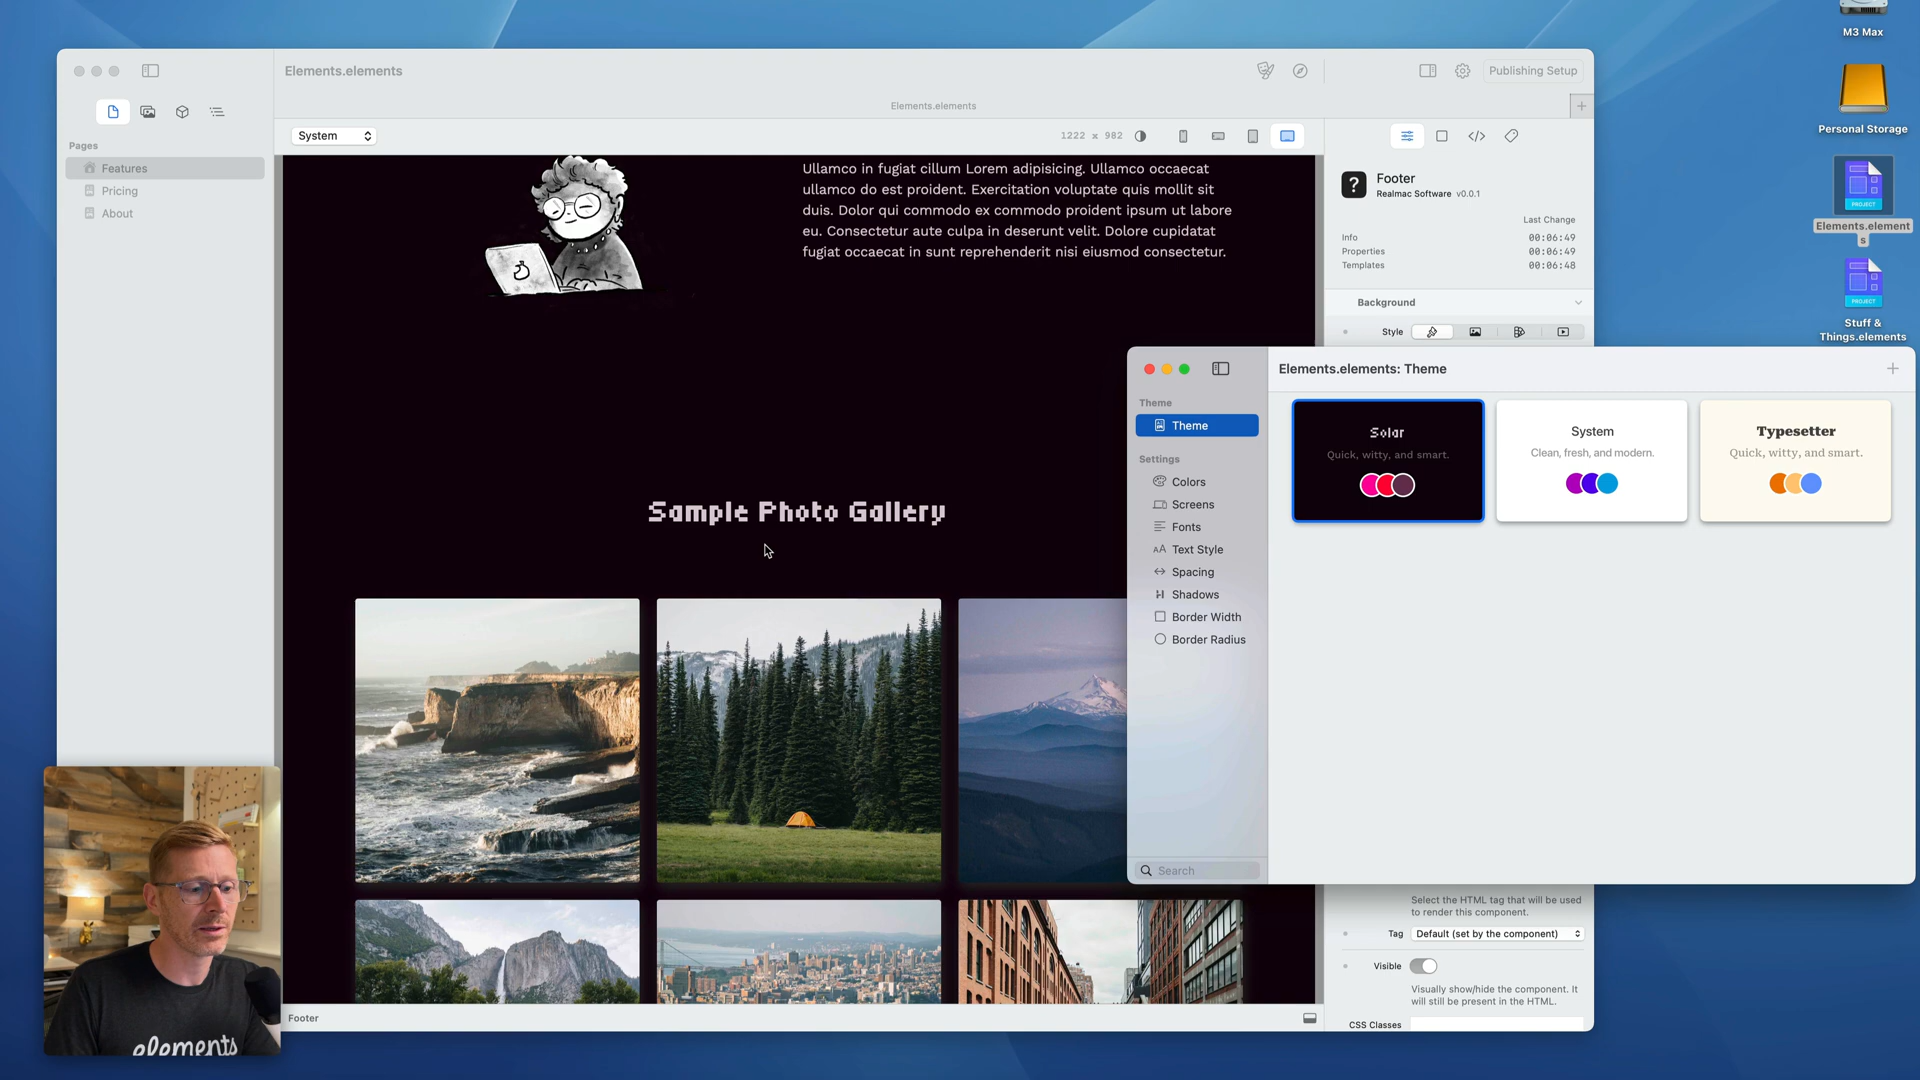 M3 Max
Personal Storage
PROJECT
Elements.element
s
PROJECT
Stuff &
Things.elements
Elements.elements
Publishing Setup
Elements.elements
Pages
Features
Pricing
About
System
1222 × 982
Ullamco in fugiat cillum Lorem adipisicing. Ullamco occaecat
ullamco do est proident. Exercitation voluptate quis mollit sit
duis. Dolor qui commodo ex commodo proident ipsum ut labore
eu. Consectetur aute culpa in deserunt velit. Dolore cupidatat
fugiat occaecat in sunt reprehenderit nisi eiusmod consectetur.
Sample Photo Gallery
Footer
Footer
Realmac Software v0.0.1
Last Change
Info 00:06:49
Properties 00:06:49
Templates 00:06:48
Background
Style
Elements.elements: Theme
Theme
Theme
Settings
Colors
Screens
Fonts
Text Style
Spacing
Shadows
Border Width
Border Radius
Search
Solar
Quick, witty, and smart.
System
Clean, fresh, and modern.
Typesetter
Quick, witty, and smart.
Select the HTML tag that will be used
to render this component.
Tag Default (set by the component)
Visible
Visually show/hide the component. It
will still be present in the HTML.
CSS Classes
elements